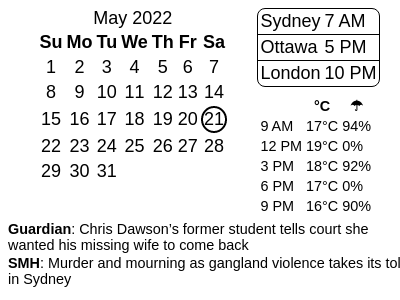 May 2022
Su Mo Tu We Th Fr Sa
1 2 3 4 5 6 7
8 9 10 11 12 13 14
15 16 17 18 19 20 21
22 23 24 25 26 27 28
29 30 31
Sydney 7 AM
Ottawa 5 PM
London 10 PM
°C ☂
9 AM 17°C 94%
12 PM 19°C 0%
3 PM 18°C 92%
6 PM 17°C 0%
9 PM 16°C 90%
Guardian: Chris Dawson’s former student tells court she
wanted his missing wife to come back
SMH: Murder and mourning as gangland violence takes its tol
in Sydney